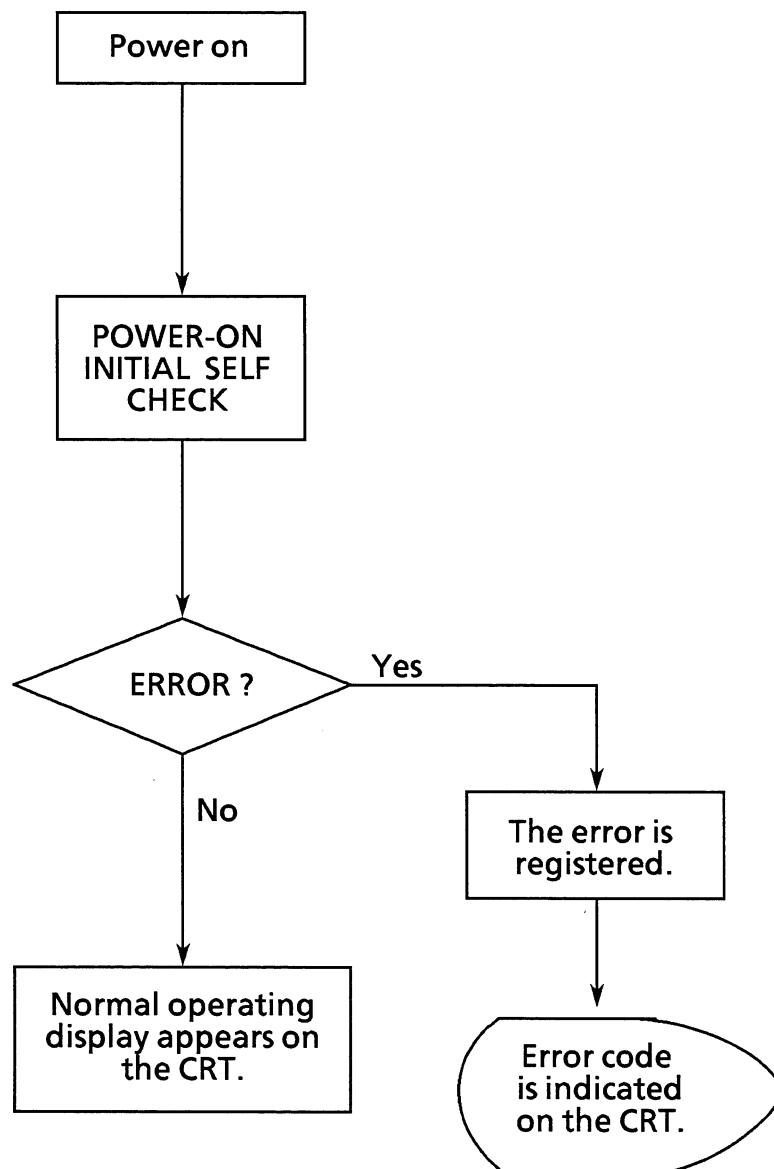 Power on
POWER-ON
INITIAL SELF
CHECK
ERROR ?
Yes
No
The error is
registered.
Normal operating
display appears on
the CRT.
Error code
is indicated
on the CRT.